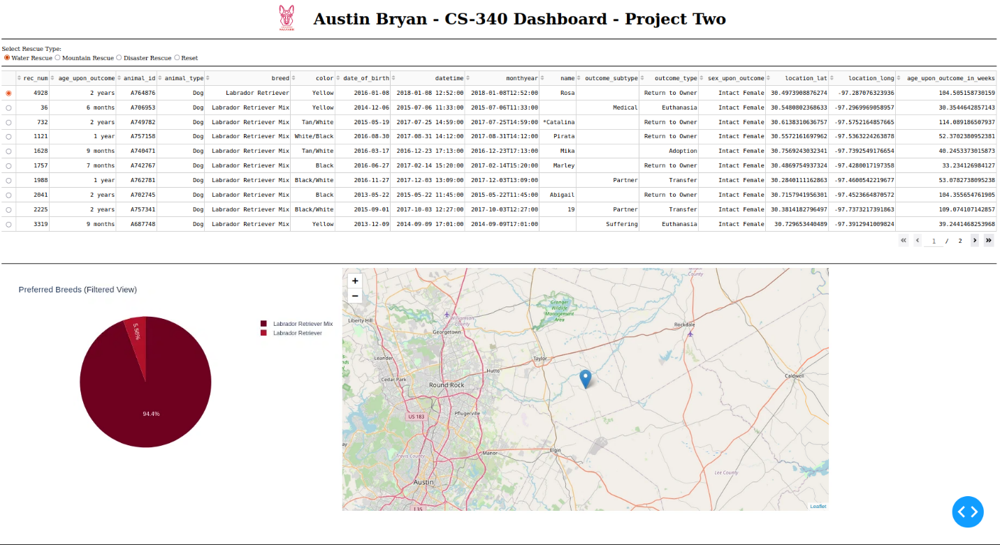 Austin Bryan - CS-340 Dashboard - Project Two
Select Rescue Type:
Water Rescue Mountain Rescue Disaster Rescue Reset
rec_num age_upon_outcome animal_id animal_type breed color date_of_birth datetime monthyear name outcome_subtype outcome_type sex_upon_outcome location_lat location_long age_upon_outcome_in_weeks
4928 2 years A764876 Dog Labrador Retriever Yellow 2016-01-08 2018-01-08 12:52:00 2018-01-08T12:52:00 Rosa Return to Owner Intact Female 30.4973908876274 -97.287076323936 104.505158730159
36 6 months A706953 Dog Labrador Retriever Mix Yellow 2014-12-06 2015-07-06 11:33:00 2015-07-06T11:33:00 Medical Euthanasia Intact Female 30.5480802368633 -97.2969969058957 30.3544642857143
732 2 years A749782 Dog Labrador Retriever Mix Tan/White 2015-05-19 2017-07-25 14:59:00 2017-07-25T14:59:00 *Catalina Return to Owner Intact Female 30.6138310636757 -97.5752164857665 114.089186507937
1121 1 year A757158 Dog Labrador Retriever Mix White/Black 2016-08-30 2017-08-31 14:12:00 2017-08-31T14:12:00 Pirata Return to Owner Intact Female 30.5572161697962 -97.5363224263878 52.3702380952381
1628 9 months A740471 Dog Labrador Retriever Mix Tan/White 2016-03-17 2016-12-23 17:13:00 2016-12-23T17:13:00 Mika Adoption Intact Female 30.7569243032341 -97.7392549176654 40.2453373015873
1757 7 months A742767 Dog Labrador Retriever Mix Black 2016-06-27 2017-02-14 15:20:00 2017-02-14T15:20:00 Marley Return to Owner Intact Female 30.4869754937324 -97.4280017197358 33.234126984127
1988 1 year A762781 Dog Labrador Retriever Mix Black/White 2016-11-27 2017-12-03 13:09:00 2017-12-03T13:09:00 Partner Transfer Intact Female 30.2840111162863 -97.4600542219677 53.0782738095238
2041 2 years A702745 Dog Labrador Retriever Mix Black 2013-05-22 2015-05-22 11:45:00 2015-05-22T11:45:00 Abigail Return to Owner Intact Female 30.7157941956301 -97.4523664870572 104.355654761905
2225 2 years A757341 Dog Labrador Retriever Mix Black/White 2015-09-01 2017-10-03 12:27:00 2017-10-03T12:27:00 19 Partner Transfer Intact Female 30.3814182796497 -97.7373217391863 109.074107142857
3319 9 months A687748 Dog Labrador Retriever Mix Yellow 2013-12-09 2014-09-09 17:01:00 2014-09-09T17:01:00 Suffering Euthanasia Intact Female 30.729653440489 -97.3912941009824 39.2441468253968
1 / 2
Preferred Breeds (Filtered View)
5.56%
94.4%
Labrador Retriever Mix
Labrador Retriever
+
−
County
Granger
Wildlife
Management
Area
Liberty Hill
Williamson
County
Georgetown
Rockdale
Leander
Taylor
Hutto
Cedar Park
Round Rock
Caldwell
US 183
Pflugerville
Manor
Elgin
Travis County
Lee County
Austin
I 35
Leaflet